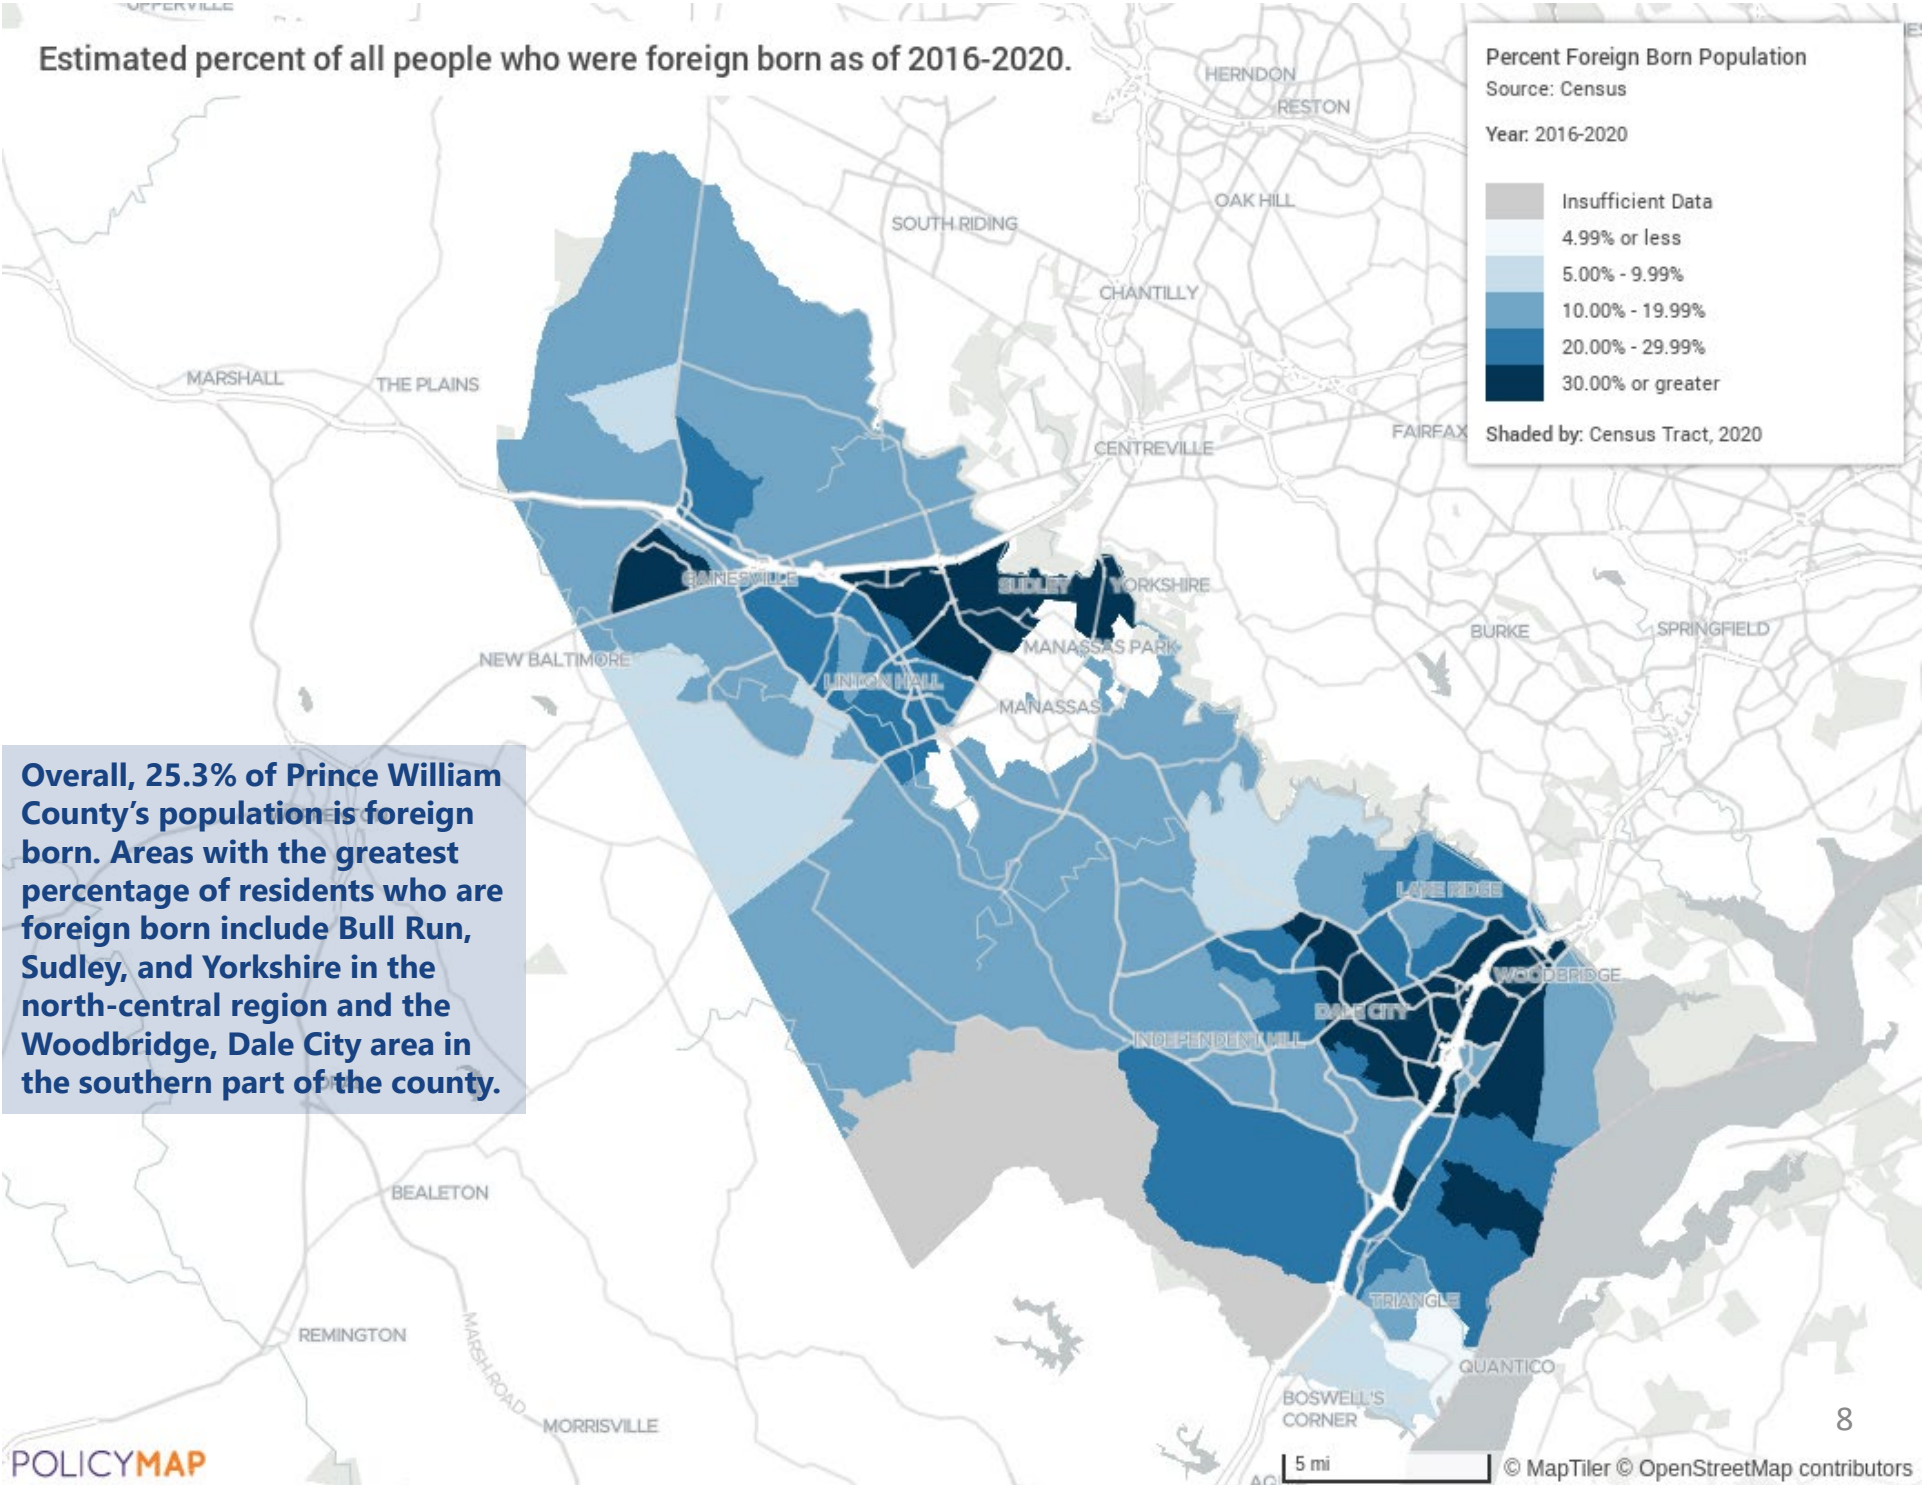 UPPERVILLE
Estimated percent of all people who were foreign born as of 2016-2020.
Percent Foreign Born Population
Source: Census
Year: 2016-2020
Insufficient Data
4.99% or less
5.00% - 9.99%
10.00% - 19.99%
20.00% - 29.99%
30.00% or greater
Shaded by: Census Tract, 2020
HERNDON
RESTON
OAK HILL
SOUTH RIDING
CHANTILLY
MARSHALL
THE PLAINS
FAIRFAX
CENTREVILLE
GAINESVILLE
SUDLEY
YORKSHIRE
BURKE
SPRINGFIELD
MANASSAS PARK
NEW BALTIMORE
LINTON HALL
MANASSAS
Overall, 25.3% of Prince William
County’s population is foreign
born. Areas with the greatest
percentage of residents who are
foreign born include Bull Run,
Sudley, and Yorkshire in the
north-central region and the
Woodbridge, Dale City area in
the southern part of the county.
LAKE RIDGE
WOODBRIDGE
DALE CITY
INDEPENDENT HILL
BEALETON
TRIANGLE
REMINGTON
MARSH ROAD
QUANTICO
BOSWELL'S
CORNER
MORRISVILLE
8
POLICYMAP
5 mi
© MapTiler © OpenStreetMap contributors